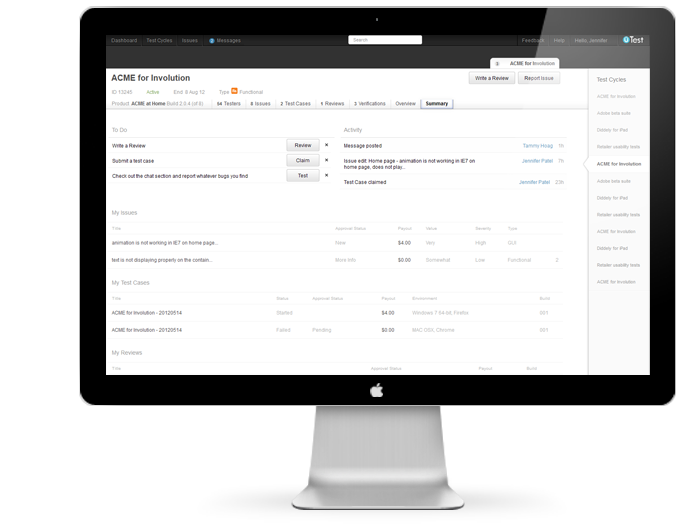 Dashboard Test Cycles Issues Messages Search Feedback Help Hello, Jennifer uTest
ACME for Involution
ACME for Involution
Write a Review Report Issue
ID 13245 Active End 8 Aug 12 Type Functional
Product ACME at Home Build 2.0.4 (of 8) 54 Testers 8 Issues 2 Test Cases 1 Reviews 3 Verifications Overview Summary
To Do
Write a Review Review ×
Submit a test case Claim ×
Check out the chat section and report whatever bugs you find Test ×
Activity
Message posted Tammy Hoag 1h
Issue edit: Home page - animation is not working in IE7 on
home page, does not play... Jennifer Patel 7h
Test Case claimed Jennifer Patel 23h
My Issues
Title Approval Status Payout Value Severity Type
animation is not working in IE7 on home page... New $4.00 Very High GUI
text is not displaying properly on the contain... More Info $0.00 Somewhat Low Functional 2
My Test Cases
Title Status Approval Status Payout Environment Build
ACME for Involution - 20120514 Started $4.00 Windows 7 64-bit, Firefox 001
ACME for Involution - 20120514 Failed Pending $0.00 MAC OSX, Chrome 001
My Reviews
Title Approval Status Payout Build
Test Cycles
ACME for Involution
Adobe beta suite
Debtely for iPad
Retailer usability tests
ACME for Involution
Adobe beta suite
Debtely for iPad
Retailer usability tests
ACME for Involution
Debtely for iPad
Retailer usability tests
ACME for Involution